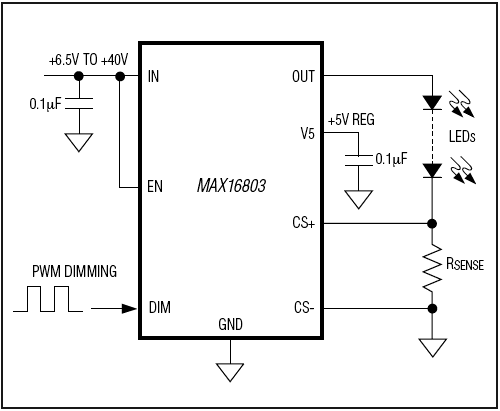 +6.5V TO +40V
IN
OUT
0.1µF
LEDs
+5V REG
V5
0.1µF
EN
MAX16803
CS+
RSENSE
PWM DIMMING
DIM
CS-
GND